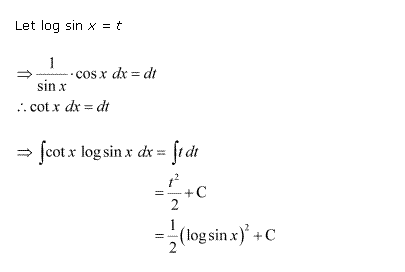 Let log sin x = t
⇒ 1/sin x · cos x dx = dt
∴ cot x dx = dt
⇒ ∫cot x log sin x dx = ∫t dt
= t²/2 + C
= 1/2 (log sin x)² + C